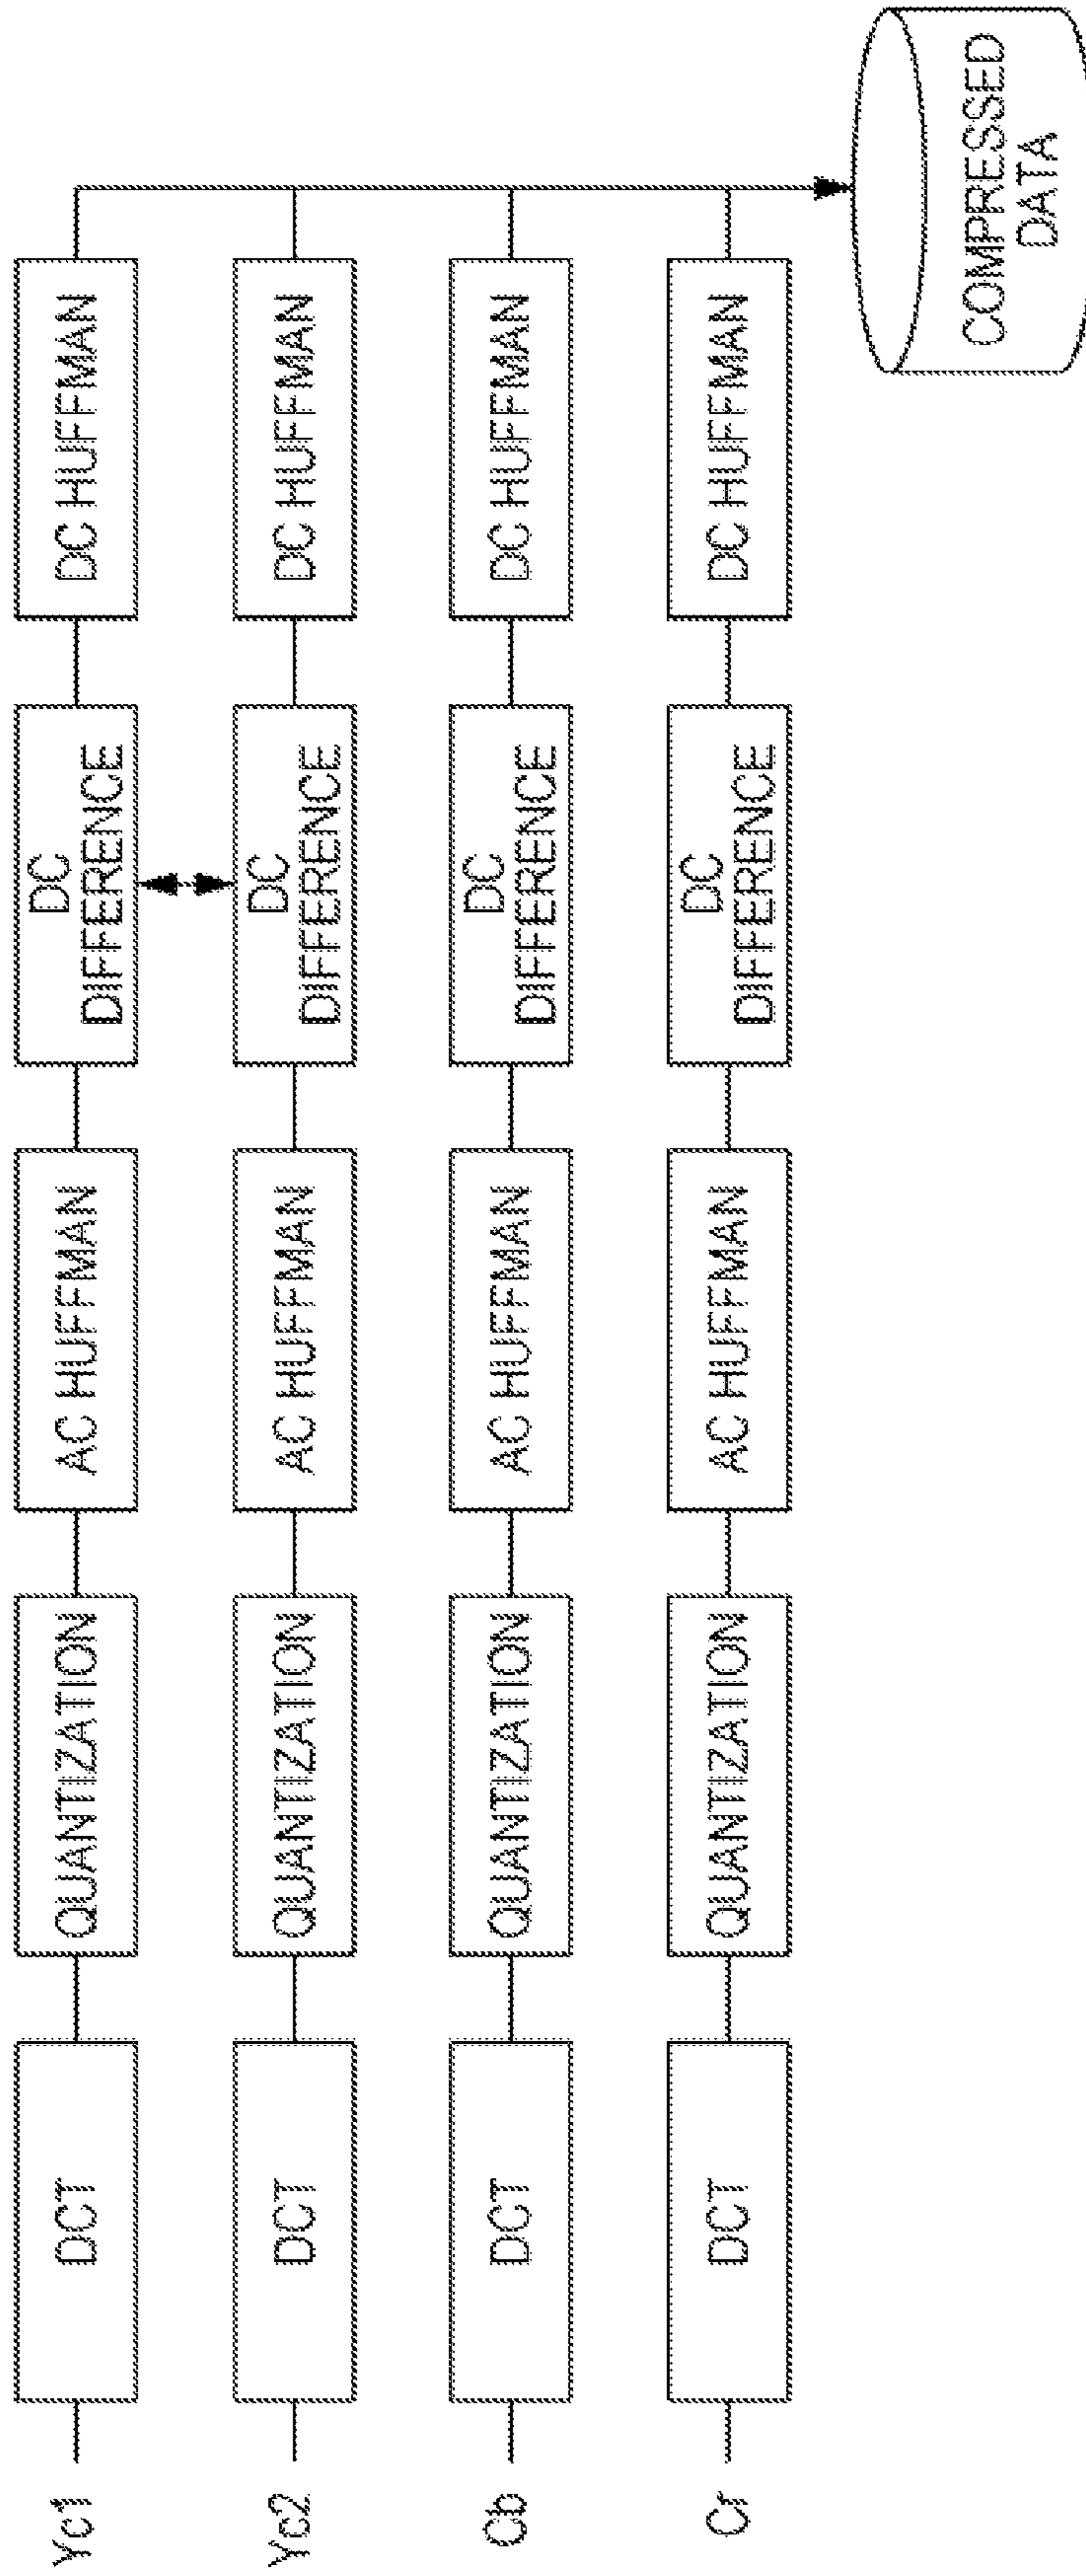 Yc1
DCT
QUANTIZATION
AC HUFFMAN
DC
DIFFERENCE
DC HUFFMAN
Yc2
DCT
QUANTIZATION
AC HUFFMAN
DC
DIFFERENCE
DC HUFFMAN
Cb
DCT
QUANTIZATION
AC HUFFMAN
DC
DIFFERENCE
DC HUFFMAN
Cr
DCT
QUANTIZATION
AC HUFFMAN
DC
DIFFERENCE
DC HUFFMAN
COMPRESSED
DATA